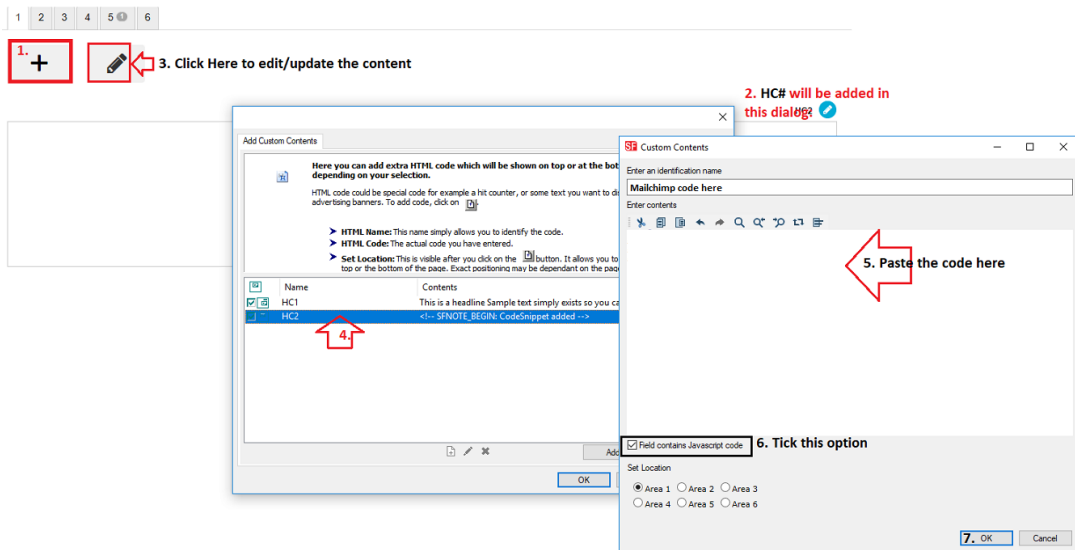 1 2 3 4 5 1 6
1.
3. Click Here to edit/update the content
2. HC# will be added in
this dialog.
HC2
Add Custom Contents
Here you can add extra HTML code which will be shown on top or at the bot
depending on your selection.
HTML code could be special code for example a hit counter, or some text you want to di
advertising banners. To add code, click on
HTML Name: This name simply allows you to identify the code.
HTML Code: The actual code you have entered.
Set Location: This is visible after you click on the button. It allows you to
top or the bottom of the page. Exact positioning may be dependant on the pag
Name Contents
HC1 This is a headline Sample text simply exists so you ca
HC2 <!-- SFNOTE_BEGIN: CodeSnippet added -->
4.
Add
OK
SF Custom Contents
Enter an identification name
Mailchimp code here
Enter contents
5. Paste the code here
Field contains Javascript code
6. Tick this option
Set Location
Area 1 Area 2 Area 3
Area 4 Area 5 Area 6
7. OK Cancel